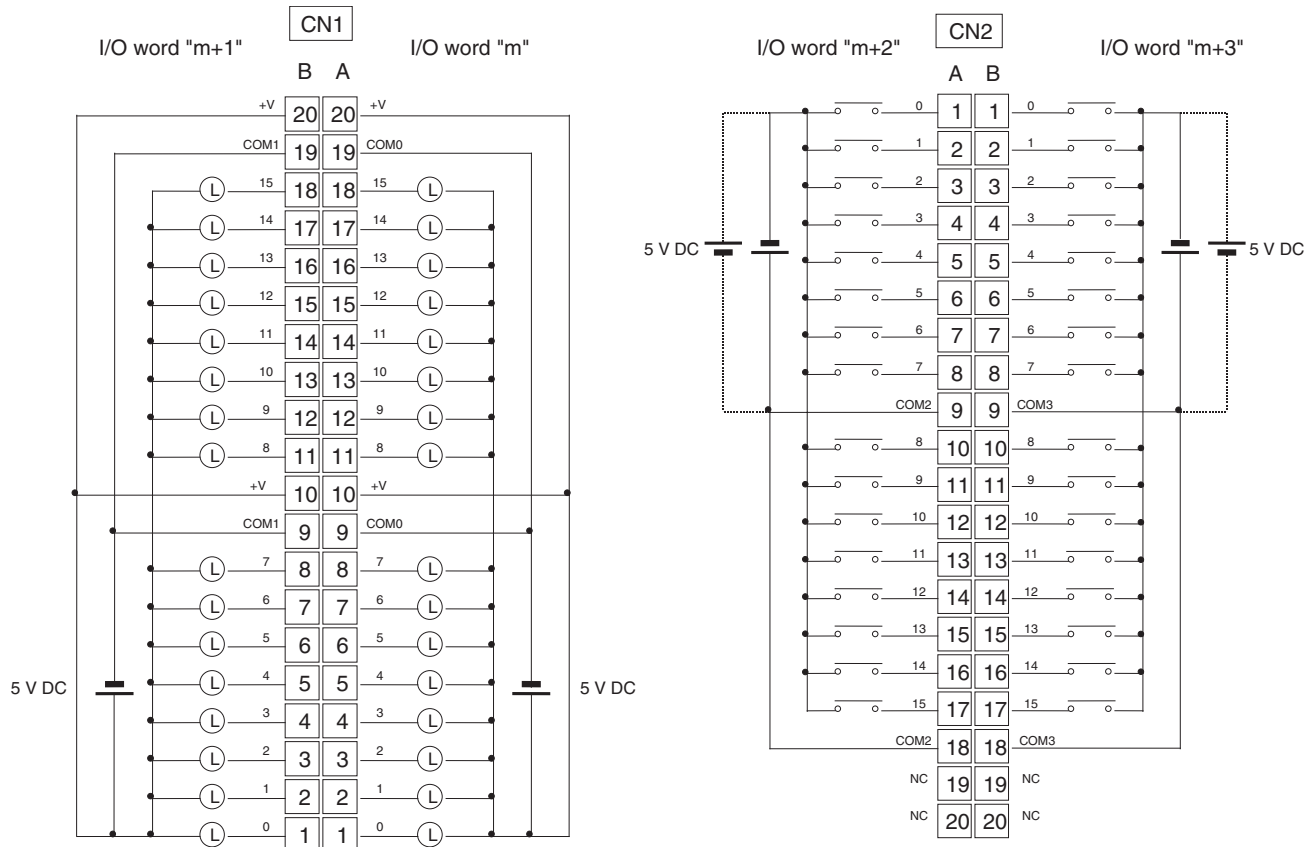 CN1
I/O word "m+1" I/O word "m"
B A
+V 20 20 +V
COM1 19 19 COM0
L 15 18 18 15 L
L 14 17 17 14 L
L 13 16 16 13 L
L 12 15 15 12 L
L 11 14 14 11 L
L 10 13 13 10 L
L 9 12 12 9 L
L 8 11 11 8 L
+V 10 10 +V
COM1 9 9 COM0
L 7 8 8 7 L
L 6 7 7 6 L
L 5 6 6 5 L
5 V DC L 4 5 5 4 L 5 V DC
L 3 4 4 3 L
L 2 3 3 2 L
L 1 2 2 1 L
L 0 1 1 0 L
CN2
I/O word "m+2" I/O word "m+3"
A B
0 1 1 0
1 2 2 1
2 3 3 2
3 4 4 3
5 V DC 4 5 5 4 5 V DC
5 6 6 5
6 7 7 6
7 8 8 7
COM2 9 9 COM3
8 10 10 8
9 11 11 9
10 12 12 10
11 13 13 11
12 14 14 12
13 15 15 13
14 16 16 14
15 17 17 15
COM2 18 18 COM3
NC 19 19 NC
NC 20 20 NC